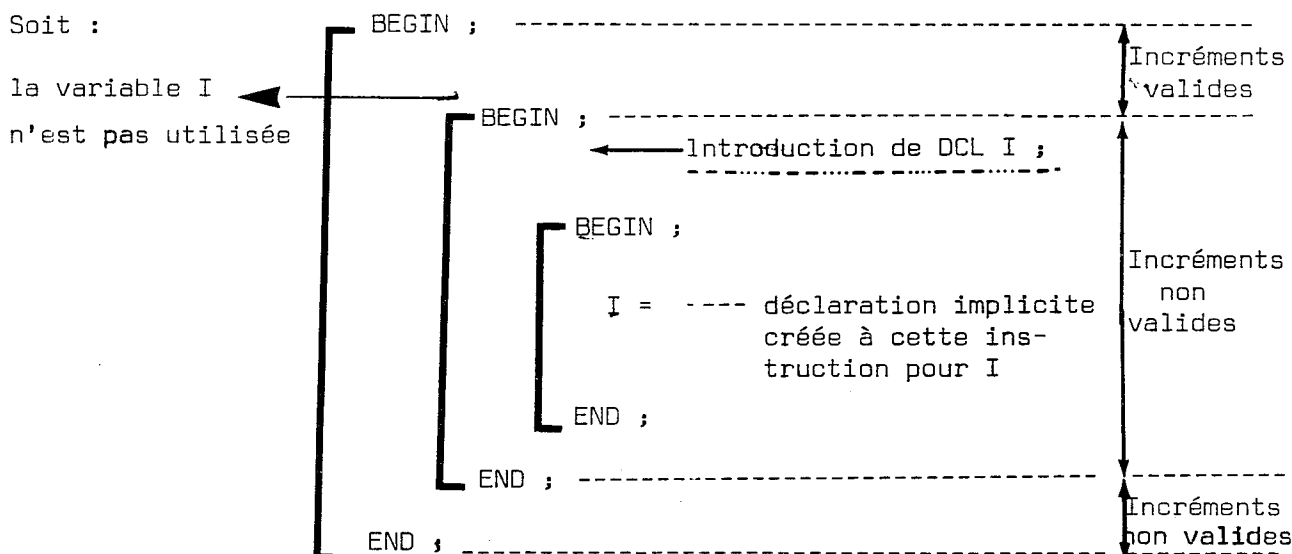 Soit :
BEGIN ;
Incréments
valides
la variable I
n'est pas utilisée
BEGIN ;
Introduction de DCL I ;
BEGIN ;
I = ---- déclaration implicite
créée à cette ins-
truction pour I
Incréments
non
valides
END ;
END ;
Incréments
non valides
END ;